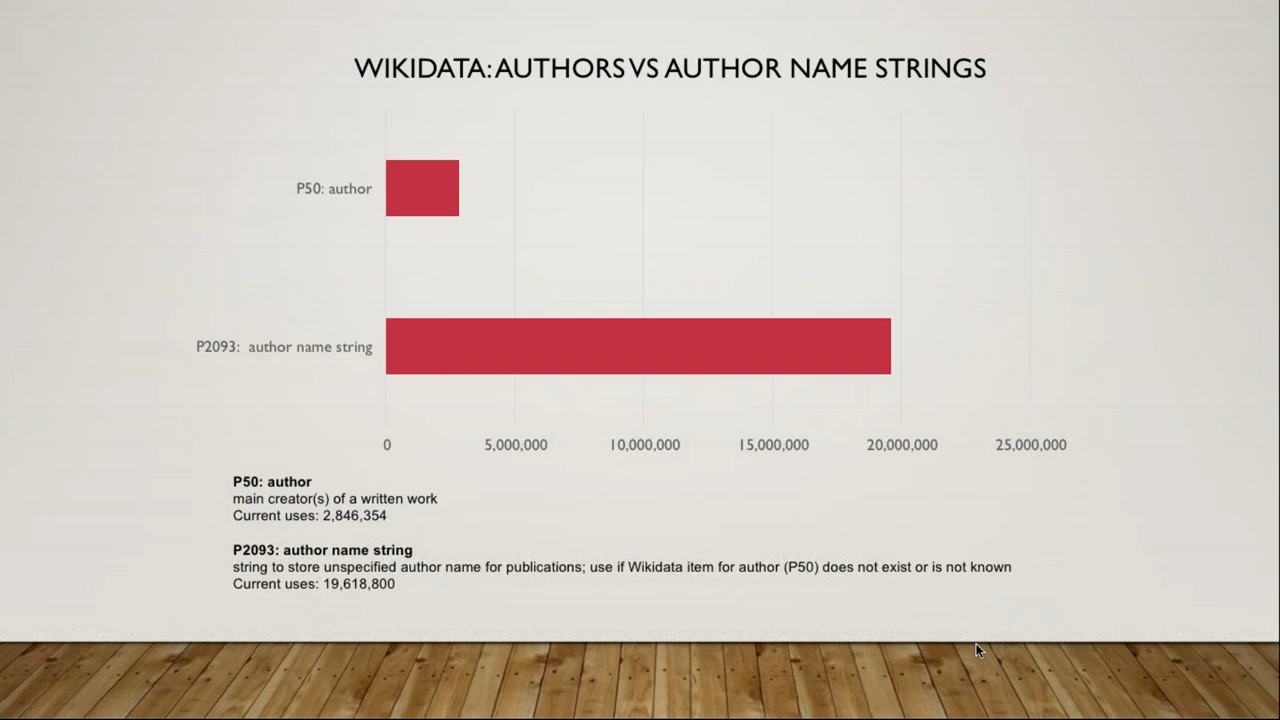 WIKIDATA: AUTHORS VS AUTHOR NAME STRINGS
P50: author
P2093: author name string
0 5,000,000 10,000,000 15,000,000 20,000,000 25,000,000
P50: author
main creator(s) of a written work
Current uses: 2,846,354
P2093: author name string
string to store unspecified author name for publications; use if Wikidata item for author (P50) does not exist or is not known
Current uses: 19,618,800